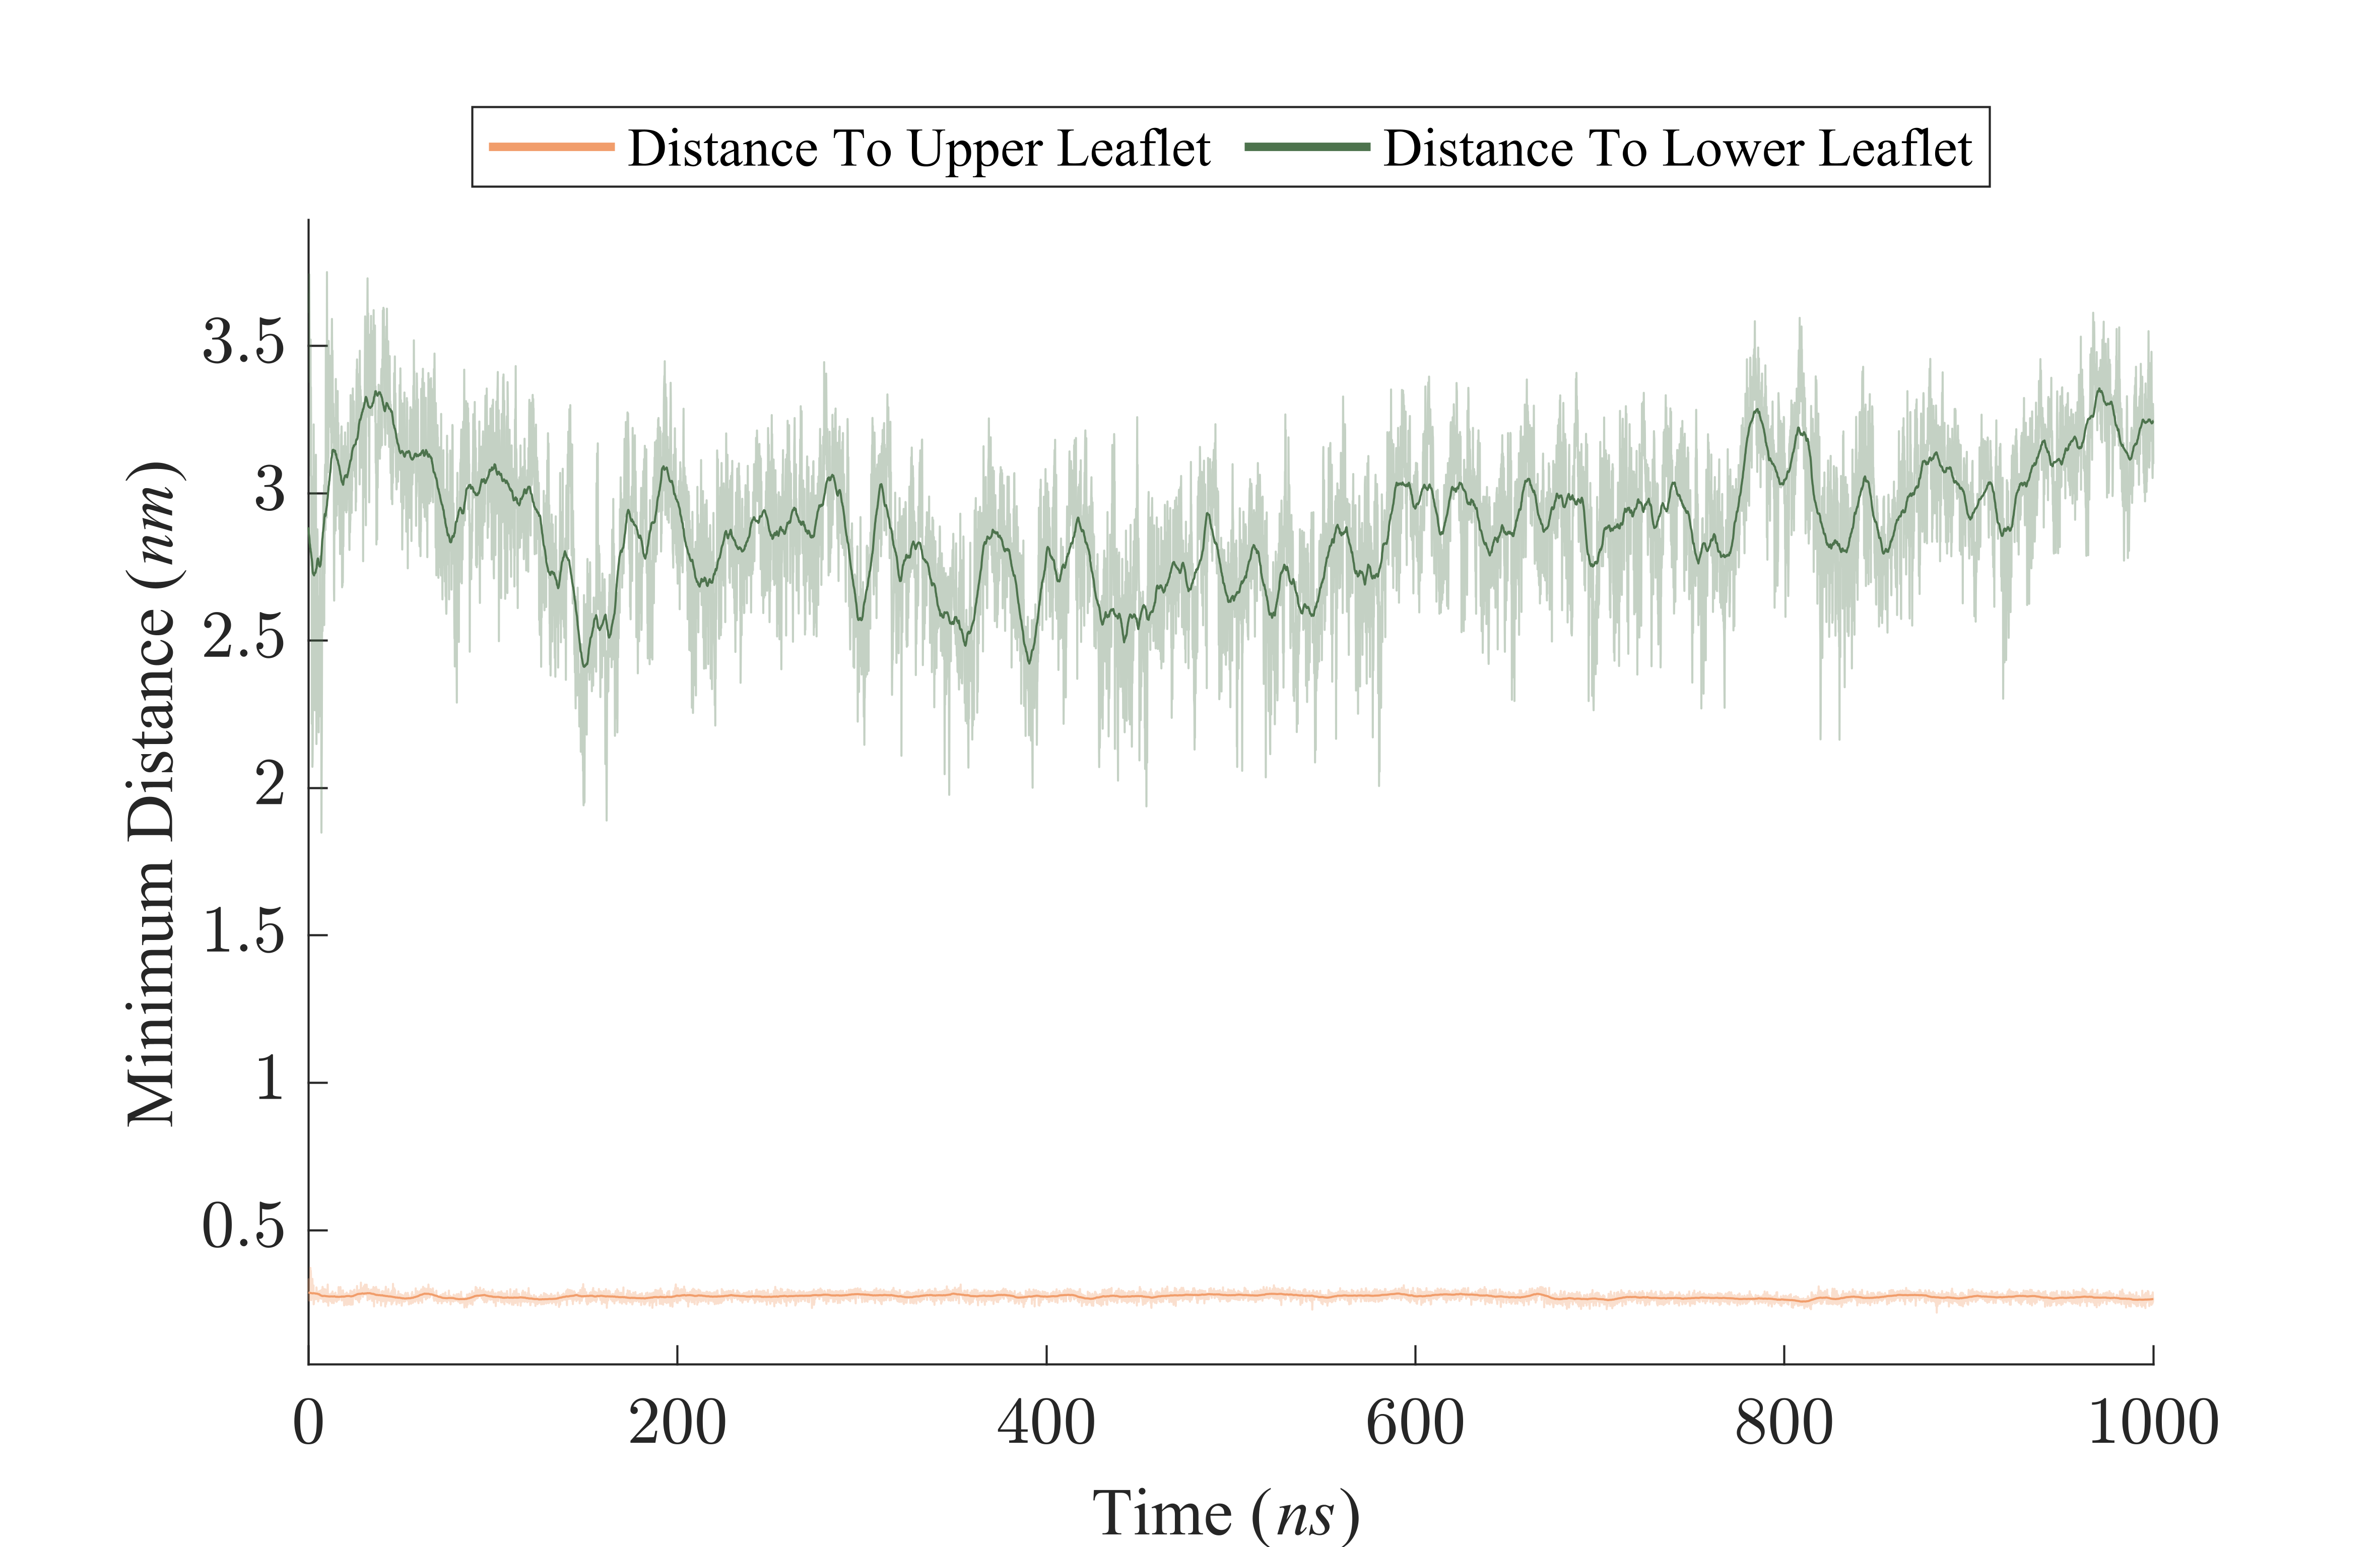 Distance To Upper Leaflet Distance To Lower Leaflet
Minimum Distance (nm)
3.5
3
2.5
2
1.5
1
0.5
0 200 400 600 800 1000
Time (ns)